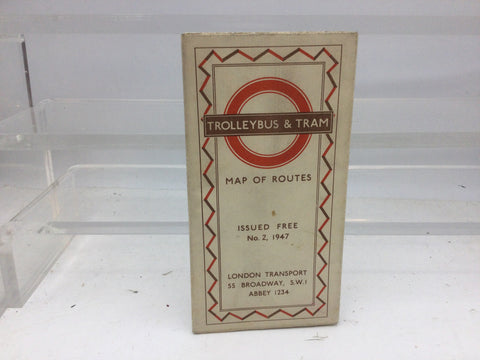 TROLLEYBUS & TRAM
MAP OF ROUTES
ISSUED FREE
No. 2, 1947
LONDON TRANSPORT
55 BROADWAY, S.W.1
ABBEY 1234